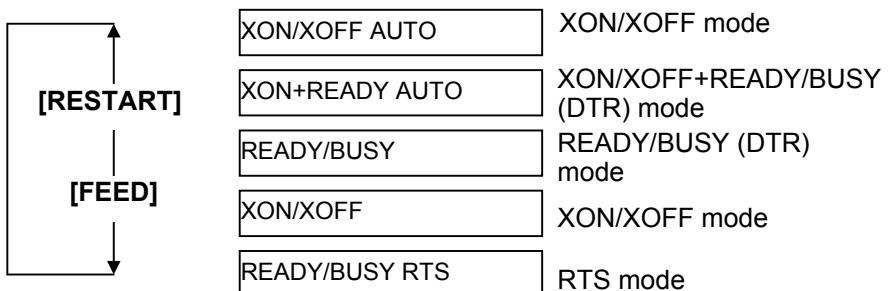 XON/XOFF AUTO XON/XOFF mode
[RESTART]
XON+READY AUTO XON/XOFF+READY/BUSY
(DTR) mode
READY/BUSY READY/BUSY (DTR)
mode
[FEED]
XON/XOFF XON/XOFF mode
READY/BUSY RTS RTS mode